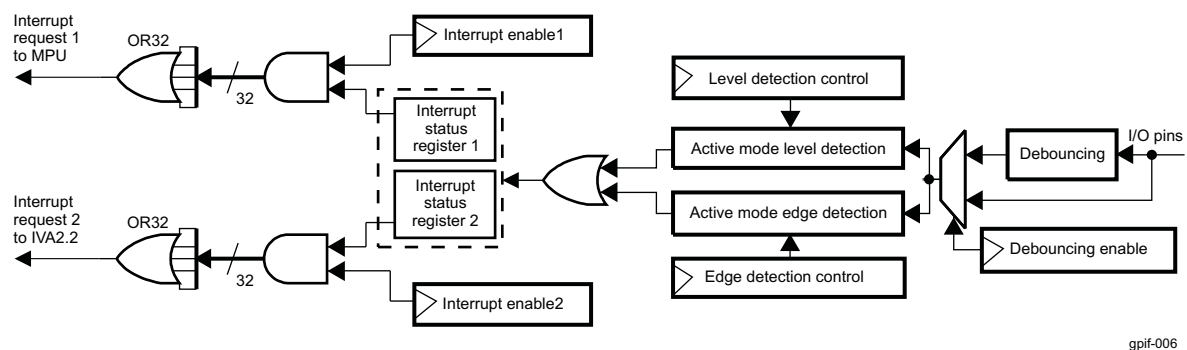 Interrupt
request 1
to MPU
OR32
32
Interrupt enable1
Interrupt
status
register 1
Interrupt
status
register 2
Interrupt
request 2
to IVA2.2
OR32
32
Interrupt enable2
Level detection control
Active mode level detection
Active mode edge detection
Edge detection control
Debouncing
I/O pins
Debouncing enable
gpif-006